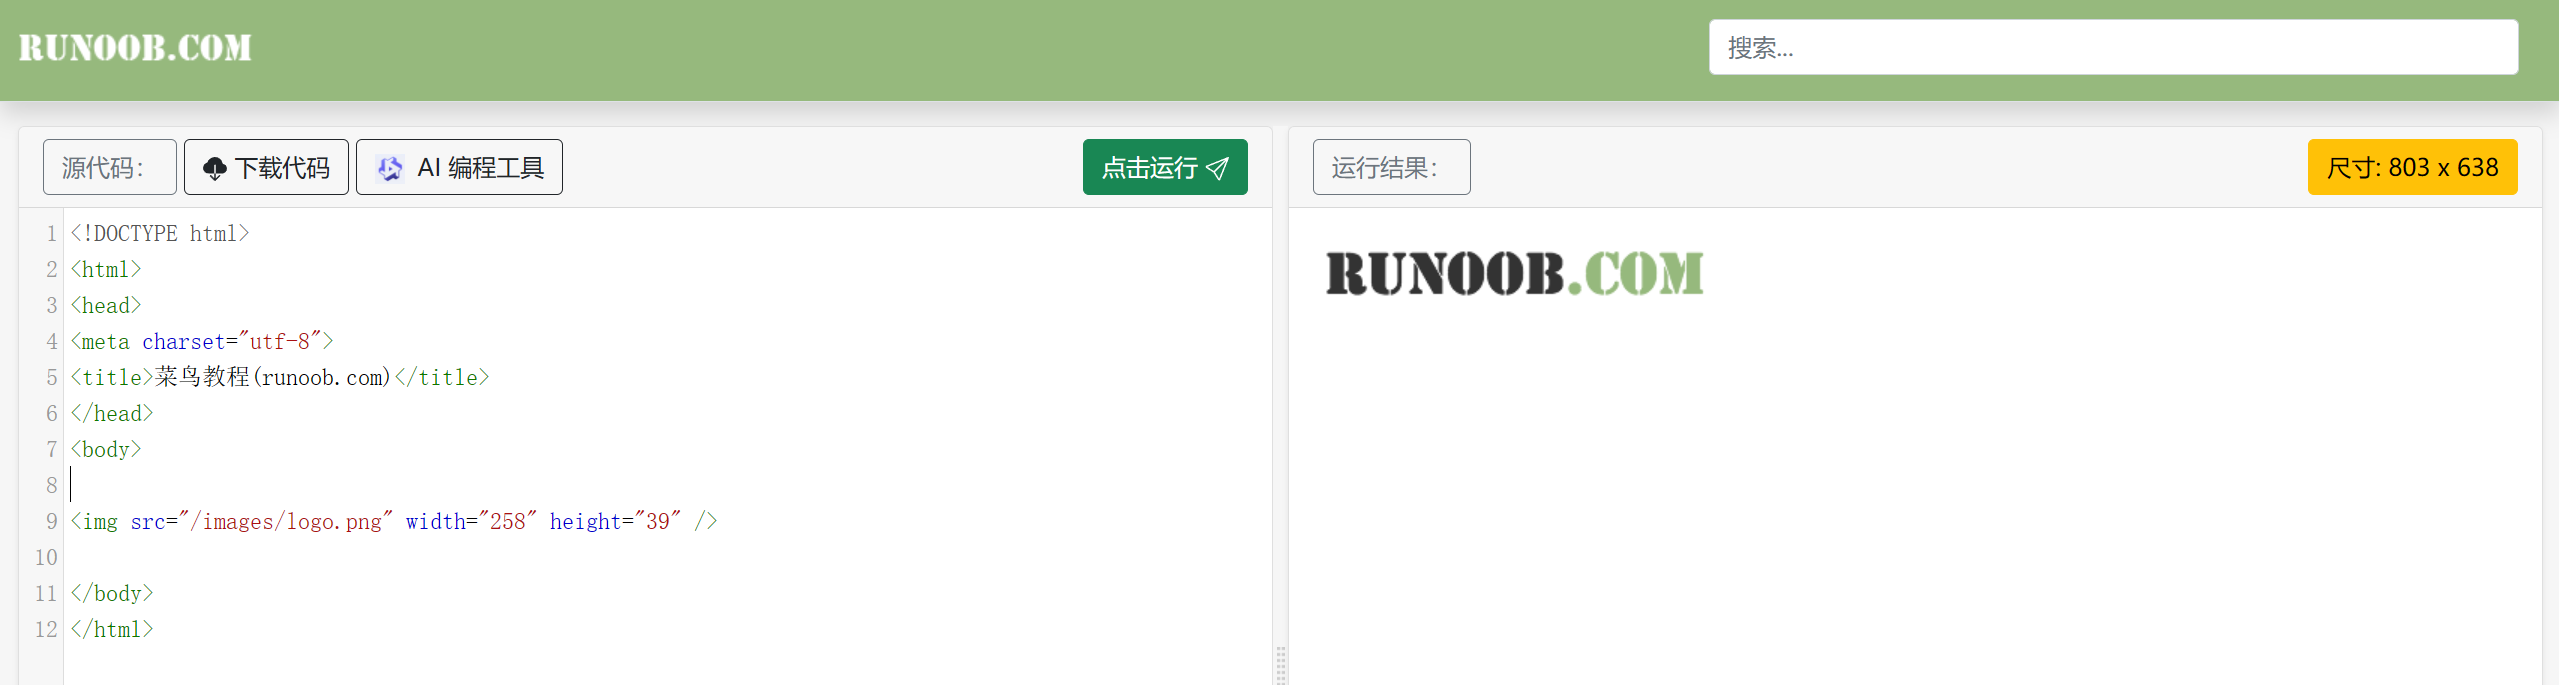 RUNOOB.COM
搜索...
源代码：
下载代码
AI 编程工具
点击运行
运行结果：
尺寸: 803 x 638
1 <!DOCTYPE html>
2 <html>
3 <head>
4 <meta charset="utf-8">
5 <title>菜鸟教程(runoob.com)</title>
6 </head>
7 <body>
8
9 <img src="/images/logo.png" width="258" height="39" />
10
11 </body>
12 </html>
RUNOOB.COM